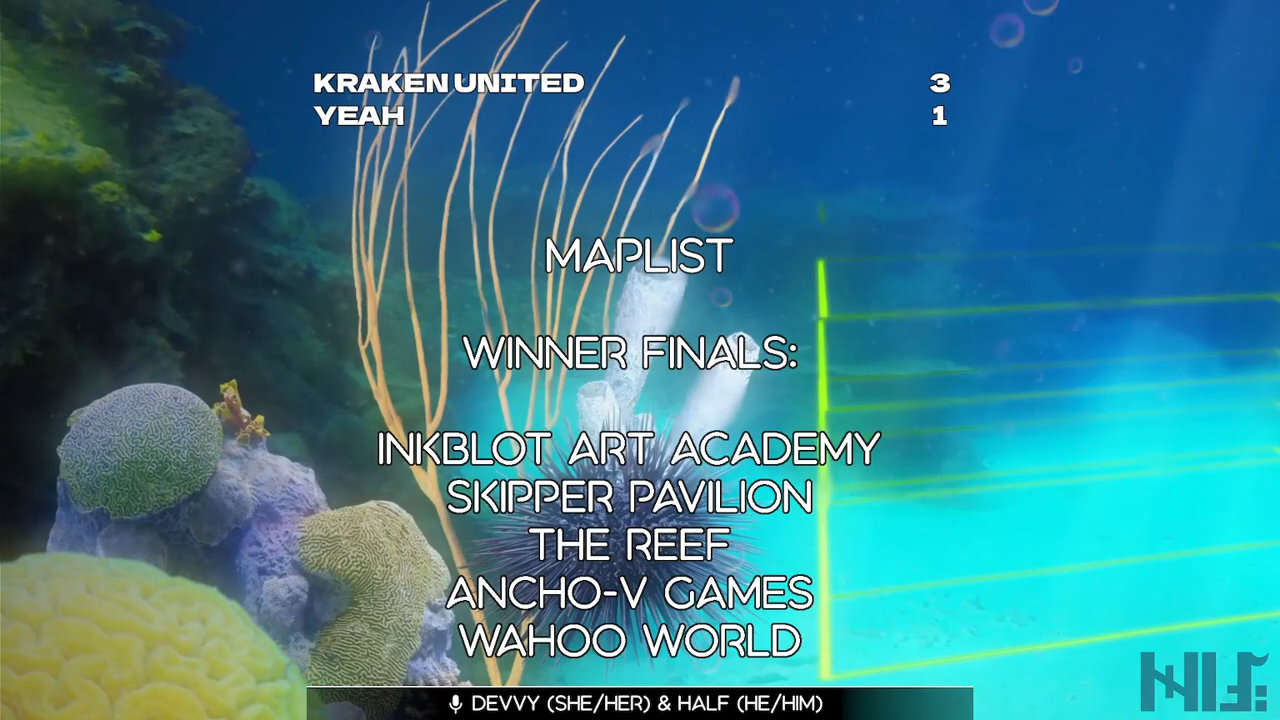 KRAKEN UNITED 3
YEAH 1
MAPLIST
WINNER FINALS:
INKBLOT ART ACADEMY
SKIPPER PAVILION
THE REEF
ANCHO-V GAMES
WAHOO WORLD
DEVVY (SHE/HER) & HALF (HE/HIM)